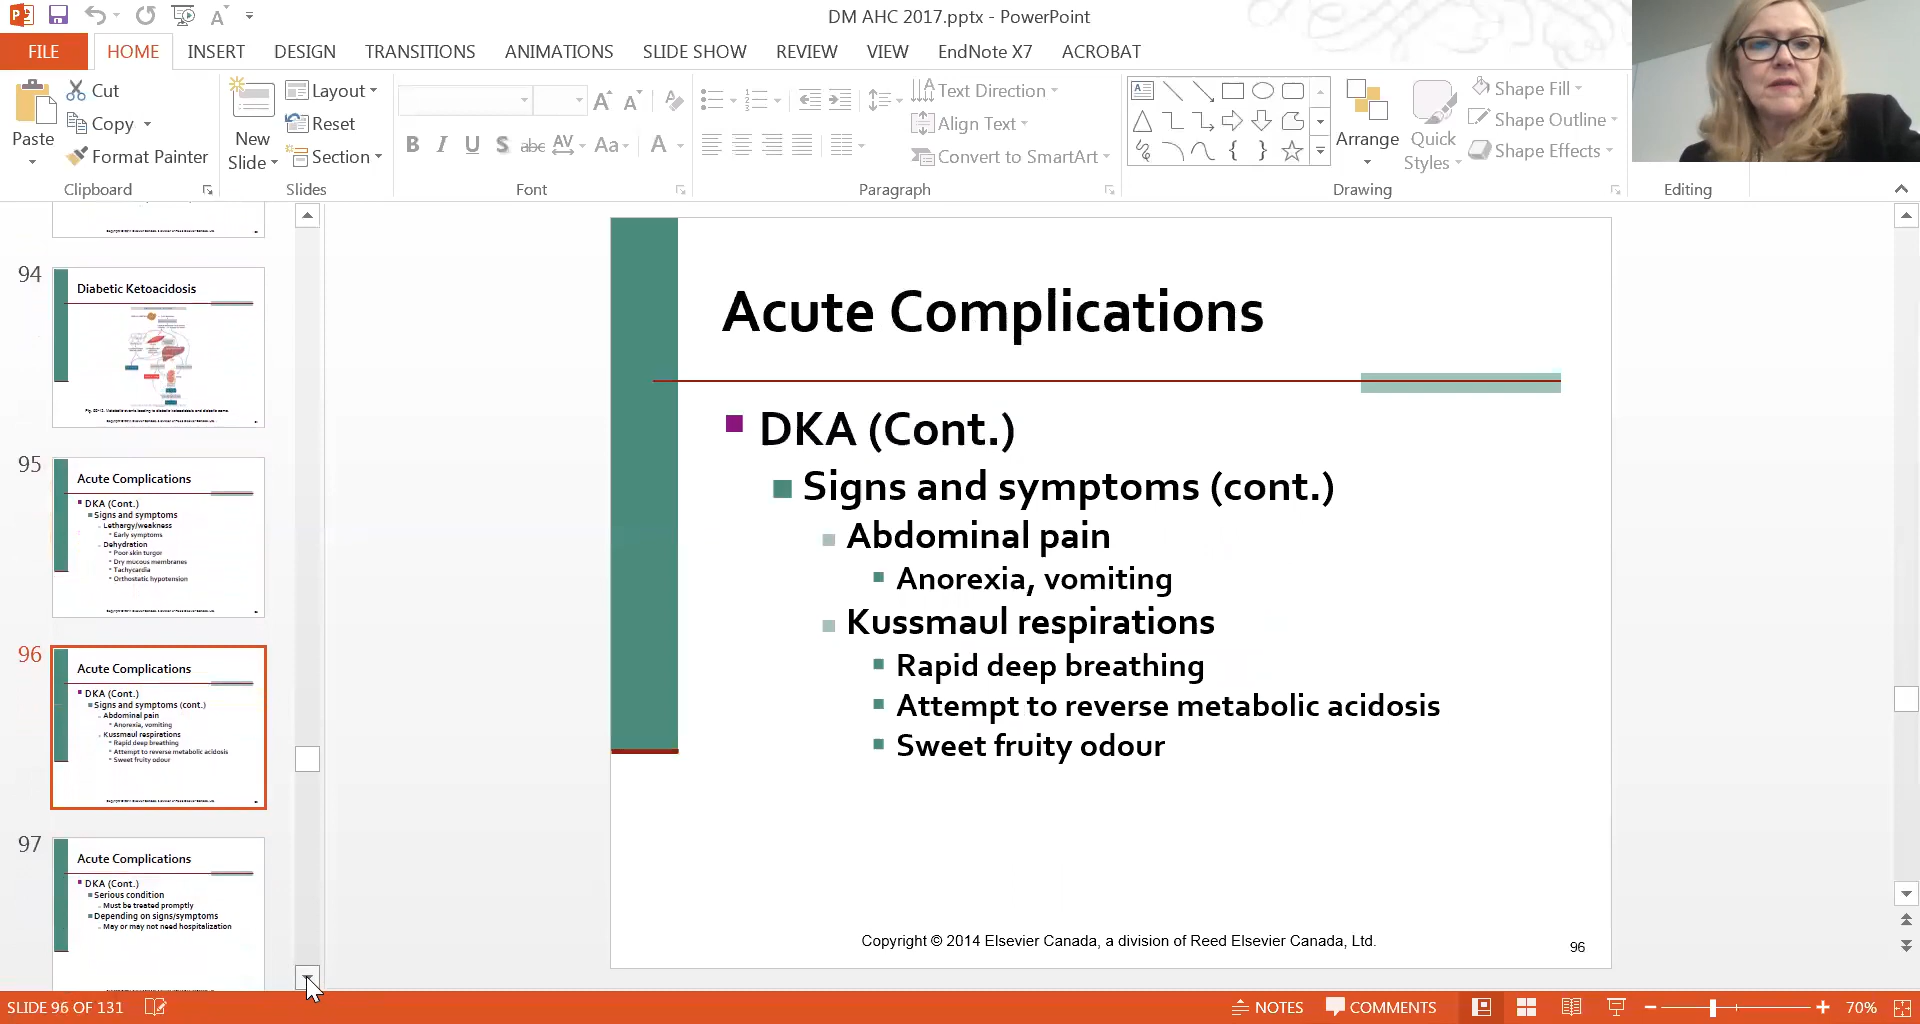 DM AHC 2017.pptx - PowerPoint
FILE
HOME
INSERT
DESIGN
TRANSITIONS
ANIMATIONS
SLIDE SHOW
REVIEW
VIEW
EndNote X7
ACROBAT
Paste
Cut
Copy
Format Painter
Clipboard
New
Slide
Layout
Reset
Section
Slides
Font
Text Direction
Align Text
Convert to SmartArt
Paragraph
Arrange
Quick
Styles
Shape Fill
Shape Outline
Shape Effects
Drawing
Editing
94
Diabetic Ketoacidosis
95
Acute Complications
DKA (Cont.)
Signs and symptoms
Lethargy/weakness
Early symptoms
Dehydration
Poor skin turgor
Dry mucous membranes
Tachycardia
Orthostatic hypotension
96
Acute Complications
DKA (Cont.)
Signs and symptoms (cont.)
Abdominal pain
Anorexia, vomiting
Kussmaul respirations
Rapid deep breathing
Attempt to reverse metabolic acidosis
Sweet fruity odour
97
Acute Complications
DKA (Cont.)
Serious condition
Must be treated promptly
Depending on signs/symptoms
May or may not need hospitalization
Acute Complications
DKA (Cont.)
Signs and symptoms (cont.)
Abdominal pain
Anorexia, vomiting
Kussmaul respirations
Rapid deep breathing
Attempt to reverse metabolic acidosis
Sweet fruity odour
Copyright © 2014 Elsevier Canada, a division of Reed Elsevier Canada, Ltd.
96
SLIDE 96 OF 131
NOTES
COMMENTS
70%